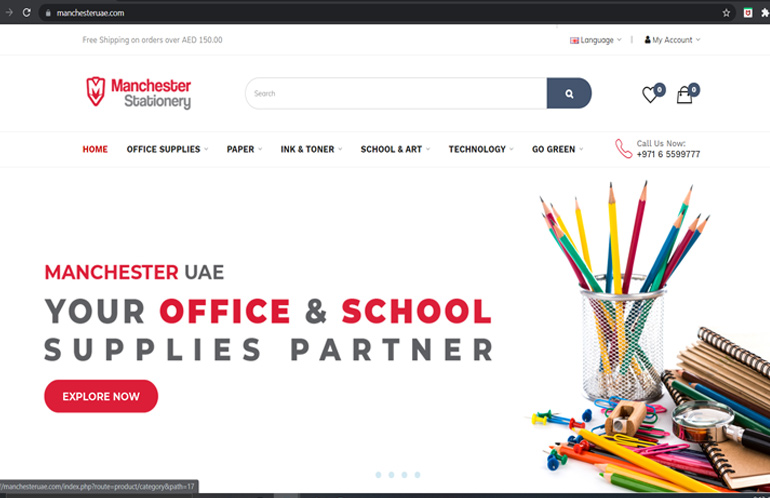 manchesteruae.com
Free Shipping on orders over AED 150.00
Language
My Account
Manchester
Stationery
Search
0
0
HOME
OFFICE SUPPLIES
PAPER
INK & TONER
SCHOOL & ART
TECHNOLOGY
GO GREEN
Call Us Now:
+971 6 5599777
MANCHESTER UAE
YOUR OFFICE & SCHOOL
SUPPLIES PARTNER
EXPLORE NOW
/manchesteruae.com/index.php?route=product/category&path=17